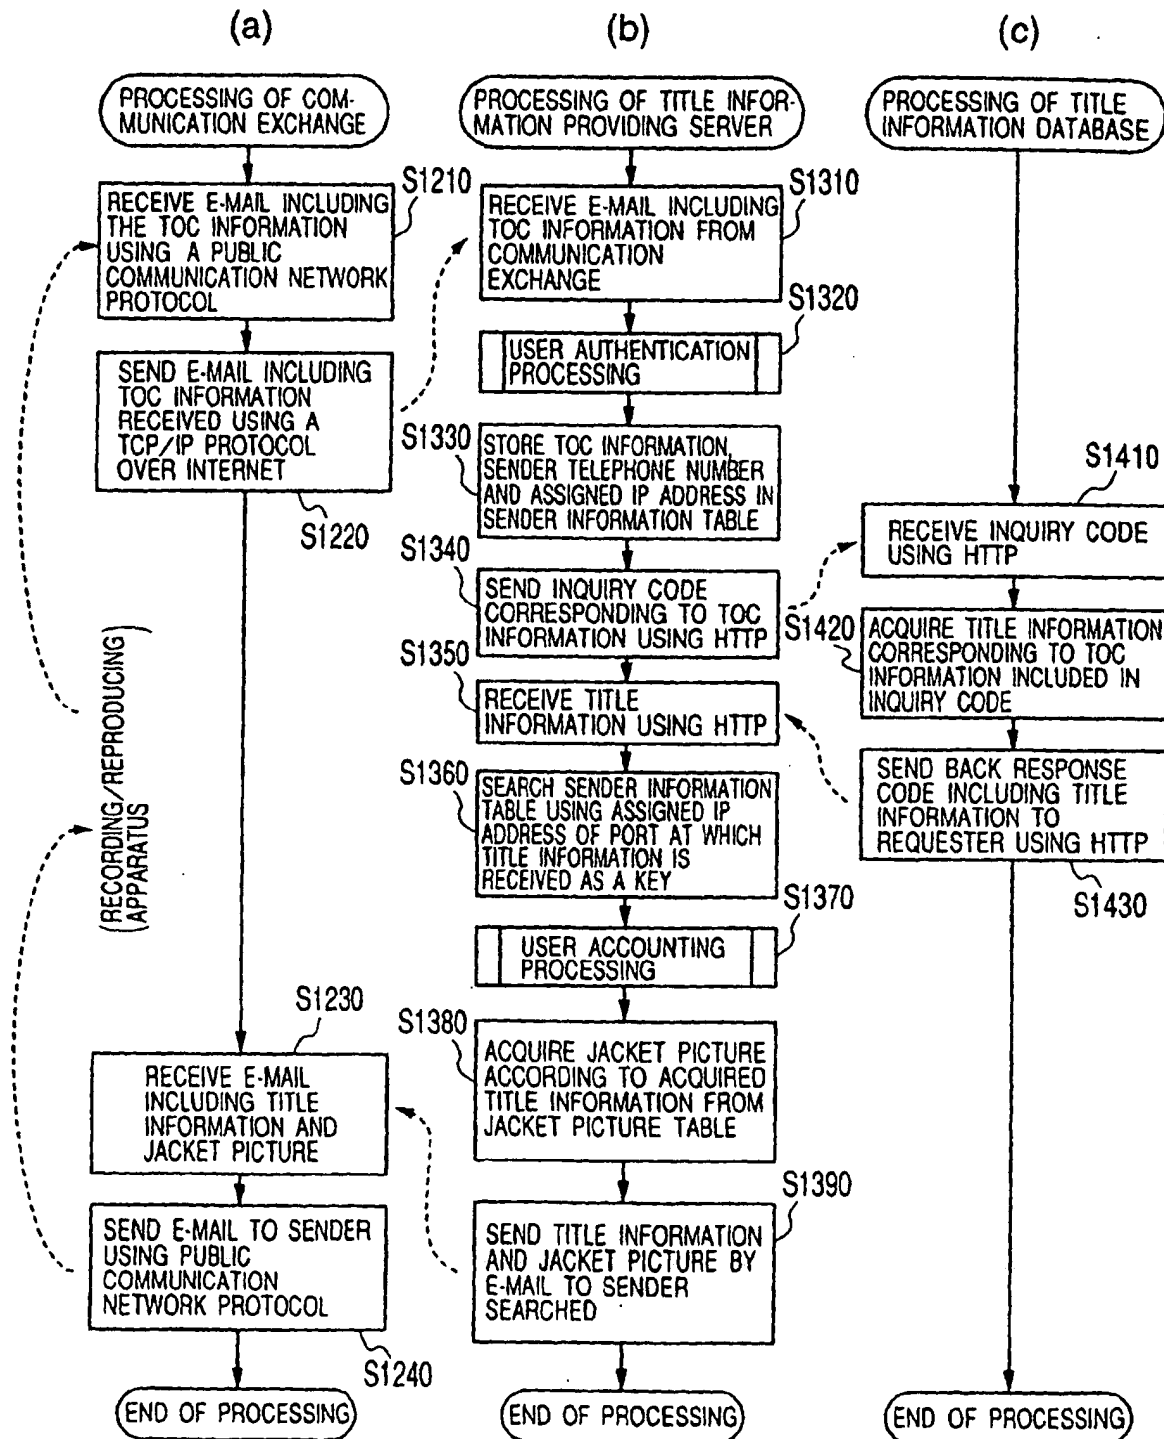 (a)
PROCESSING OF COM-
MUNICATION EXCHANGE
S1210
RECEIVE E-MAIL INCLUDING
THE TOC INFORMATION
USING A PUBLIC
COMMUNICATION NETWORK
PROTOCOL
SEND E-MAIL INCLUDING
TOC INFORMATION
RECEIVED USING A
TCP/IP PROTOCOL
OVER INTERNET
S1220
(RECORDING/REPRODUCING
APPARATUS)
S1230
RECEIVE E-MAIL
INCLUDING TITLE
INFORMATION AND
JACKET PICTURE
SEND E-MAIL TO SENDER
USING PUBLIC
COMMUNICATION
NETWORK PROTOCOL
S1240
END OF PROCESSING
(b)
PROCESSING OF TITLE INFOR-
MATION PROVIDING SERVER
S1310
RECEIVE E-MAIL INCLUDING
TOC INFORMATION FROM
COMMUNICATION
EXCHANGE
S1320
USER AUTHENTICATION
PROCESSING
S1330
STORE TOC INFORMATION,
SENDER TELEPHONE NUMBER
AND ASSIGNED IP ADDRESS IN
SENDER INFORMATION TABLE
S1340
SEND INQUIRY CODE
CORRESPONDING TO TOC
INFORMATION USING HTTP
S1350
RECEIVE TITLE
INFORMATION USING HTTP
S1360
SEARCH SENDER INFORMATION
TABLE USING ASSIGNED IP
ADDRESS OF PORT AT WHICH
TITLE INFORMATION IS
RECEIVED AS A KEY
S1370
USER ACCOUNTING
PROCESSING
S1380
ACQUIRE JACKET PICTURE
ACCORDING TO ACQUIRED
TITLE INFORMATION FROM
JACKET PICTURE TABLE
S1390
SEND TITLE INFORMATION
AND JACKET PICTURE BY
E-MAIL TO SENDER
SEARCHED
END OF PROCESSING
(c)
PROCESSING OF TITLE
INFORMATION DATABASE
S1410
RECEIVE INQUIRY CODE
USING HTTP
S1420
ACQUIRE TITLE INFORMATION
CORRESPONDING TO TOC
INFORMATION INCLUDED IN
INQUIRY CODE
SEND BACK RESPONSE
CODE INCLUDING TITLE
INFORMATION TO
REQUESTER USING HTTP
S1430
END OF PROCESSING